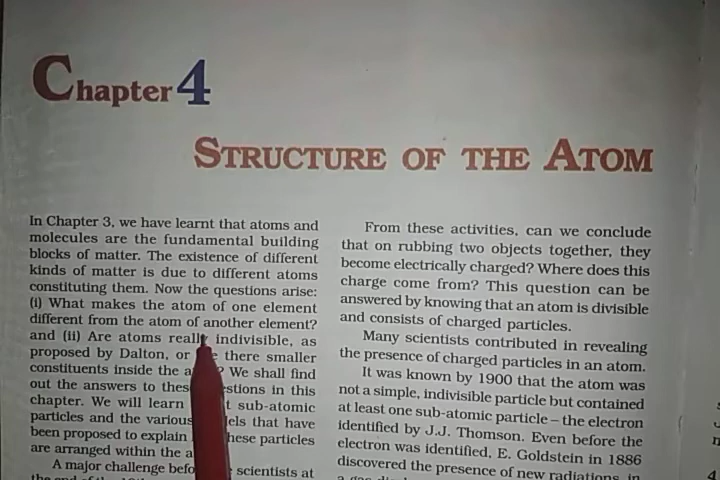 Chapter 4
STRUCTURE OF THE ATOM
In Chapter 3, we have learnt that atoms and
molecules are the fundamental building
blocks of matter. The existence of different
kinds of matter is due to different atoms
constituting them. Now the questions arise:
(i) What makes the atom of one element
different from the atom of another element?
and (ii) Are atoms really indivisible, as
proposed by Dalton, or there smaller
constituents inside the We shall find
out the answers to in this
chapter. We will learn sub-atomic
particles and the various that have
been proposed to explain these particles
are arranged within the
A major challenge scientists at
From these activities, can we conclude
that on rubbing two objects together, they
become electrically charged? Where does this
charge come from? This question can be
answered by knowing that an atom is divisible
and consists of charged particles.
Many scientists contributed in revealing
the presence of charged particles in an atom.
It was known by 1900 that the atom was
not a simple, indivisible particle but contained
at least one sub-atomic particle – the electron
identified by J.J. Thomson. Even before the
electron was identified, E. Goldstein in 1886
discovered the presence of new radiations in